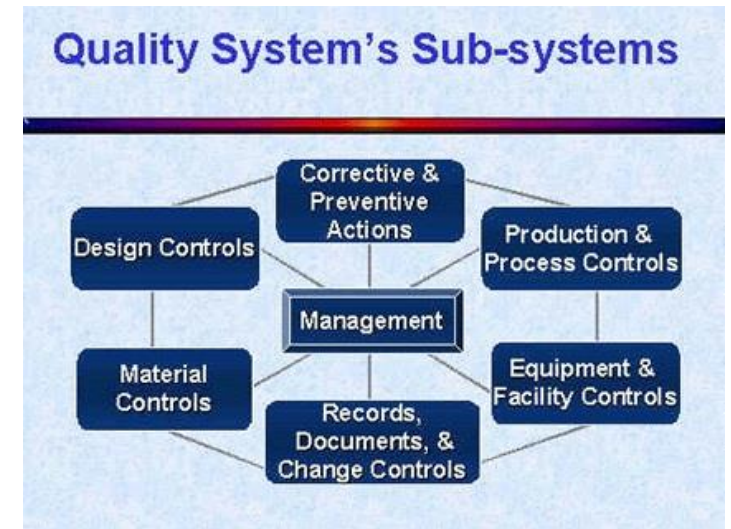 Quality System's Sub-systems
Corrective &
Preventive
Actions
Design Controls
Production &
Process Controls
Management
Material
Controls
Equipment &
Facility Controls
Records,
Documents, &
Change Controls